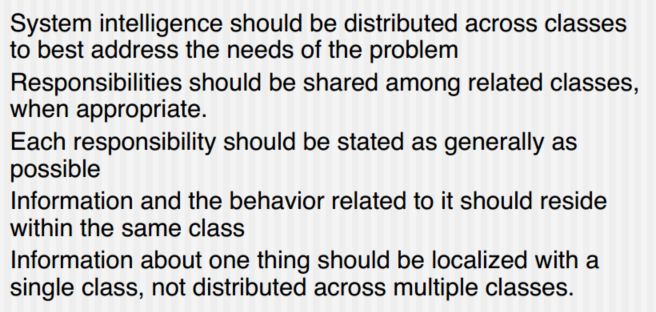 System intelligence should be distributed across classes
to best address the needs of the problem
Responsibilities should be shared among related classes,
when appropriate.
Each responsibility should be stated as generally as
possible
Information and the behavior related to it should reside
within the same class
Information about one thing should be localized with a
single class, not distributed across multiple classes.